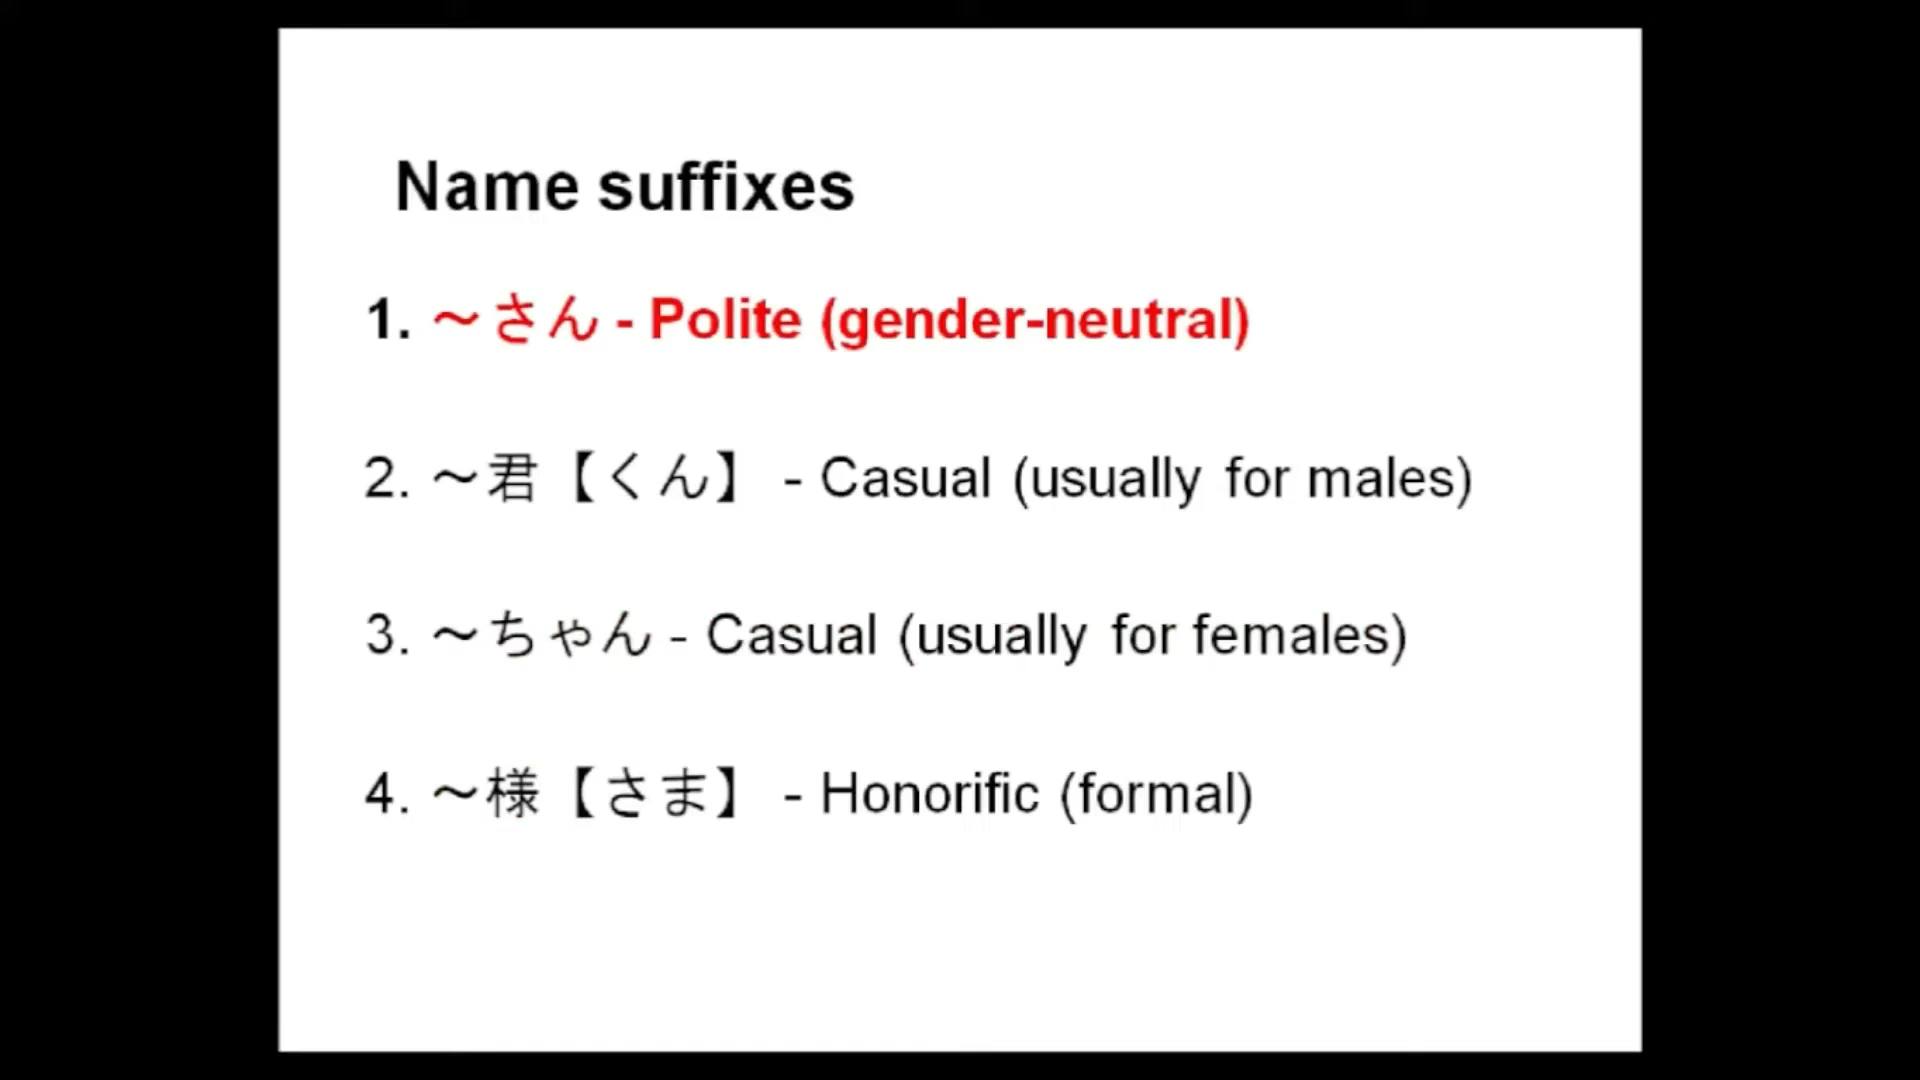 Name suffixes
1. ～さん - Polite (gender-neutral)
2. ～君【くん】 - Casual (usually for males)
3. ～ちゃん - Casual (usually for females)
4. ～様【さま】 - Honorific (formal)